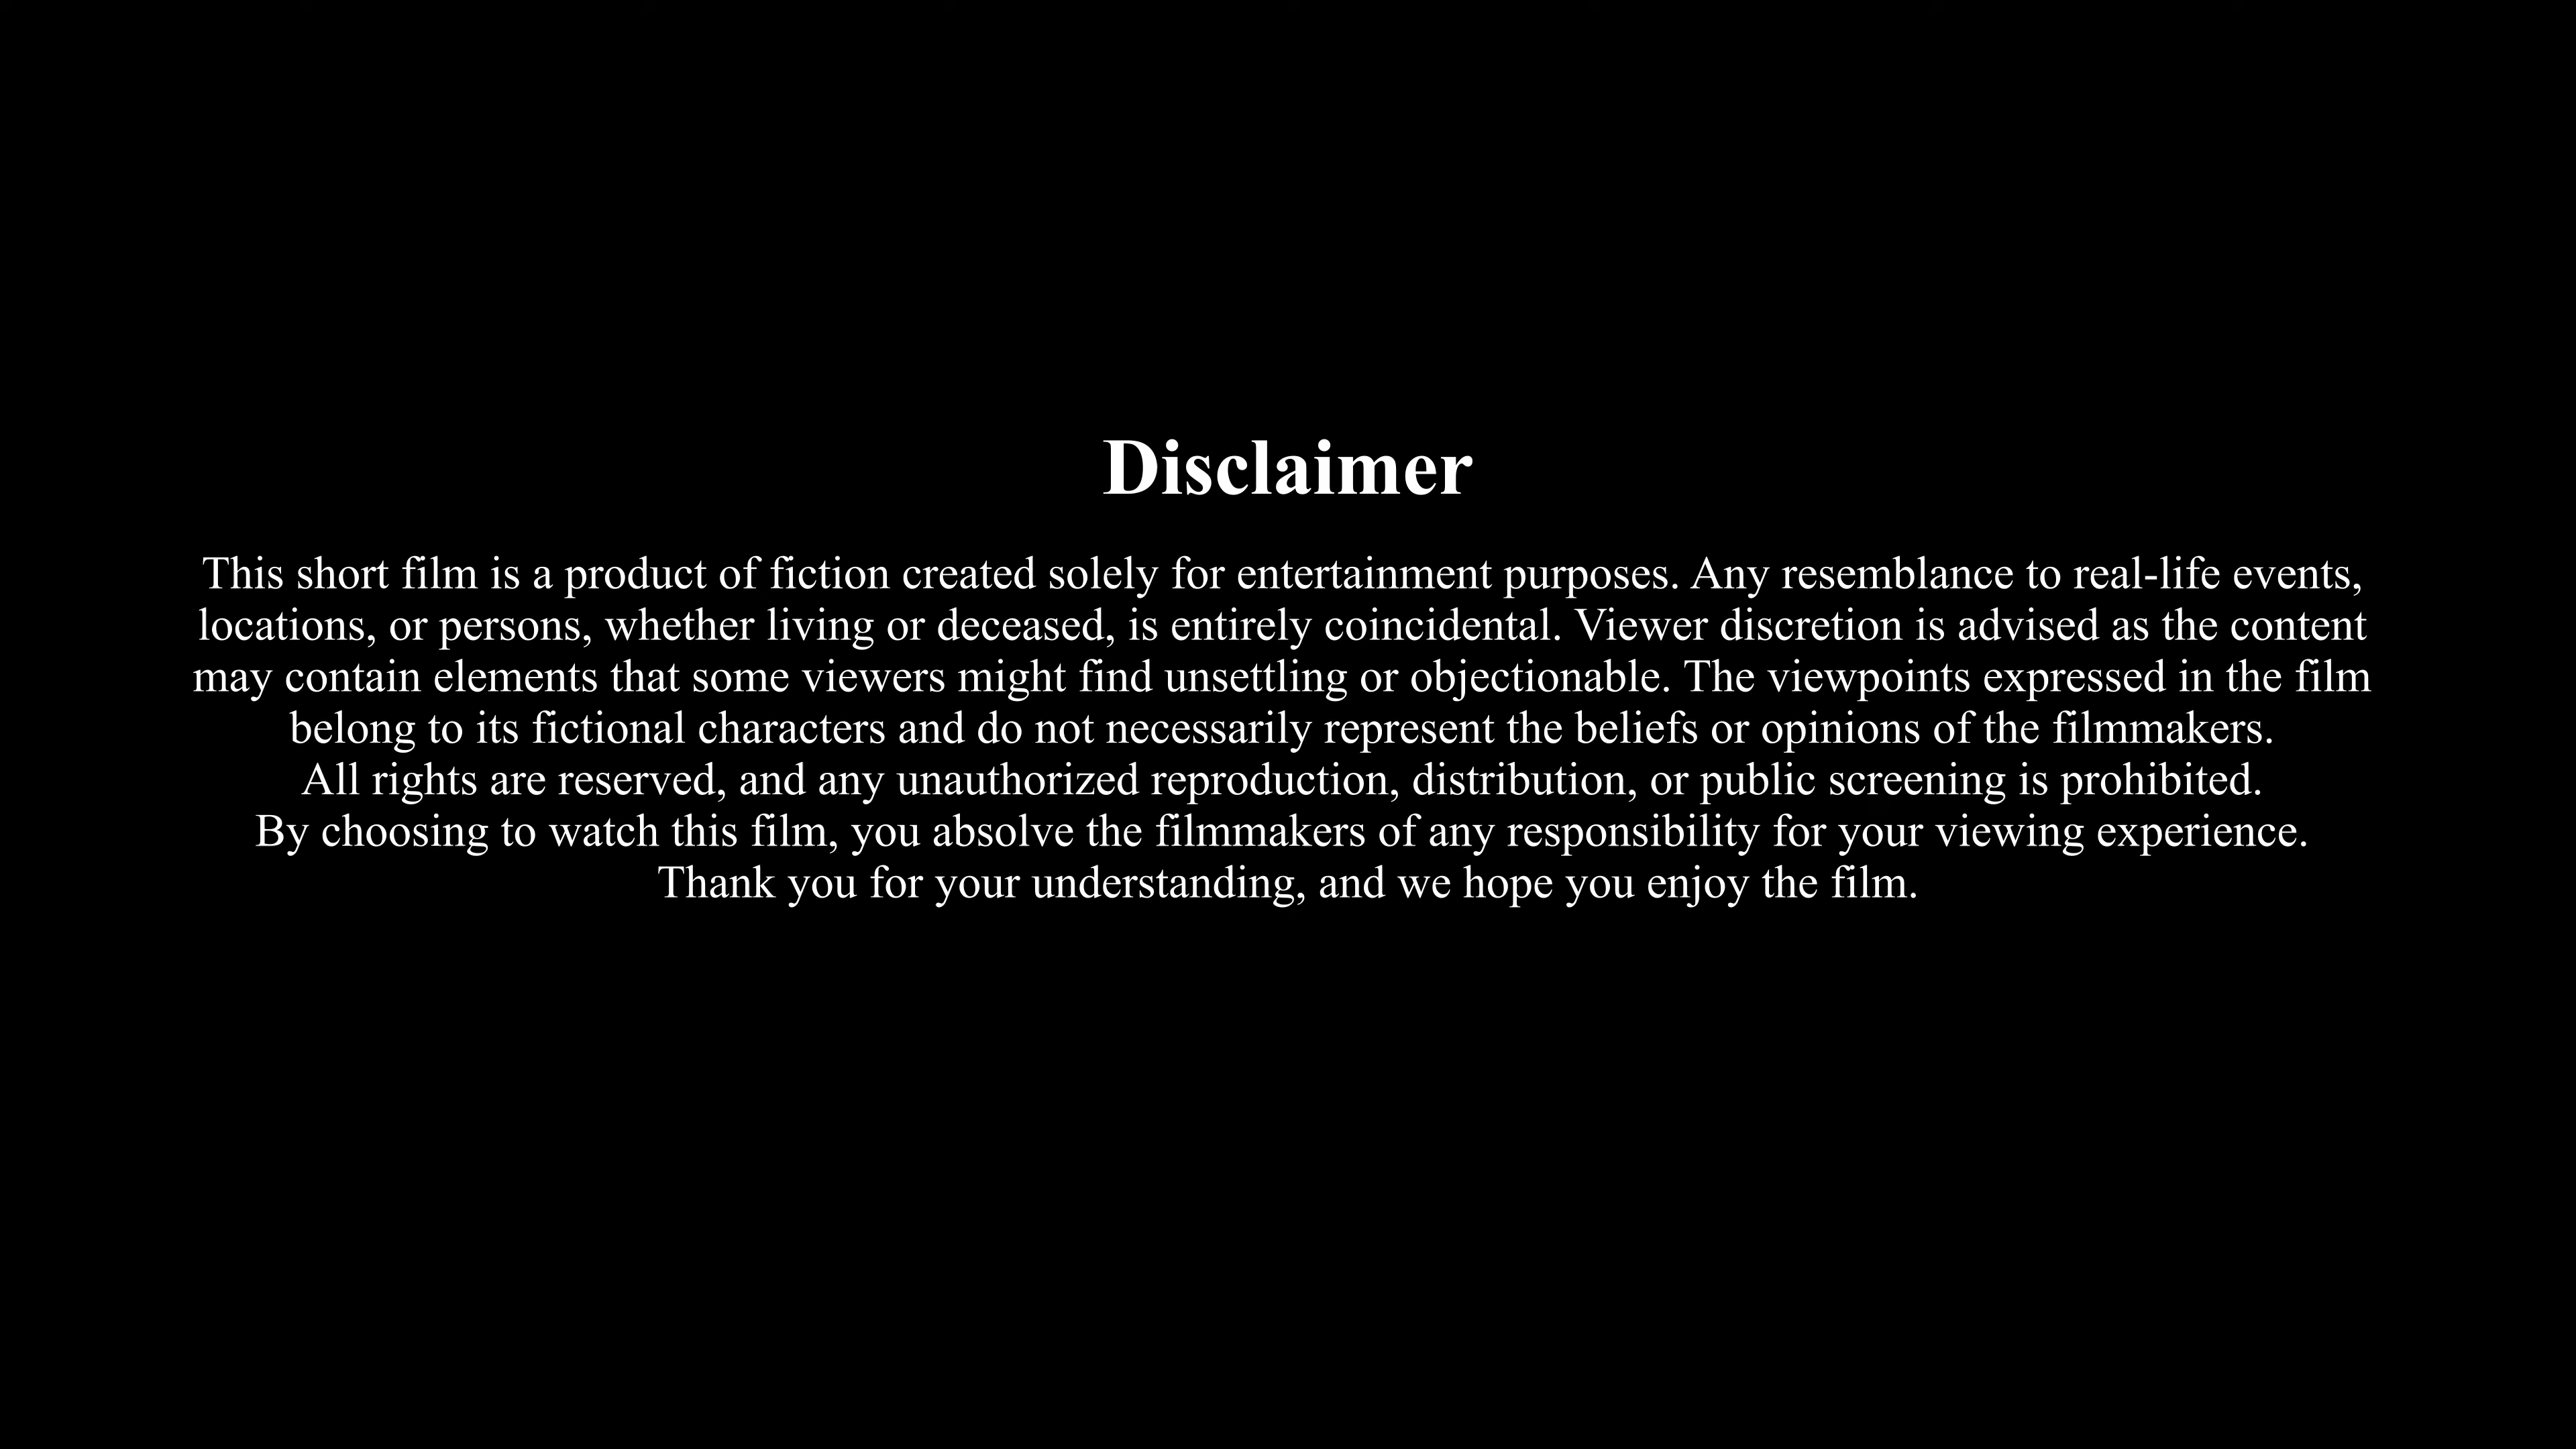 Disclaimer
This short film is a product of fiction created solely for entertainment purposes. Any resemblance to real-life events,
locations, or persons, whether living or deceased, is entirely coincidental. Viewer discretion is advised as the content
may contain elements that some viewers might find unsettling or objectionable. The viewpoints expressed in the film
belong to its fictional characters and do not necessarily represent the beliefs or opinions of the filmmakers.
All rights are reserved, and any unauthorized reproduction, distribution, or public screening is prohibited.
By choosing to watch this film, you absolve the filmmakers of any responsibility for your viewing experience.
Thank you for your understanding, and we hope you enjoy the film.